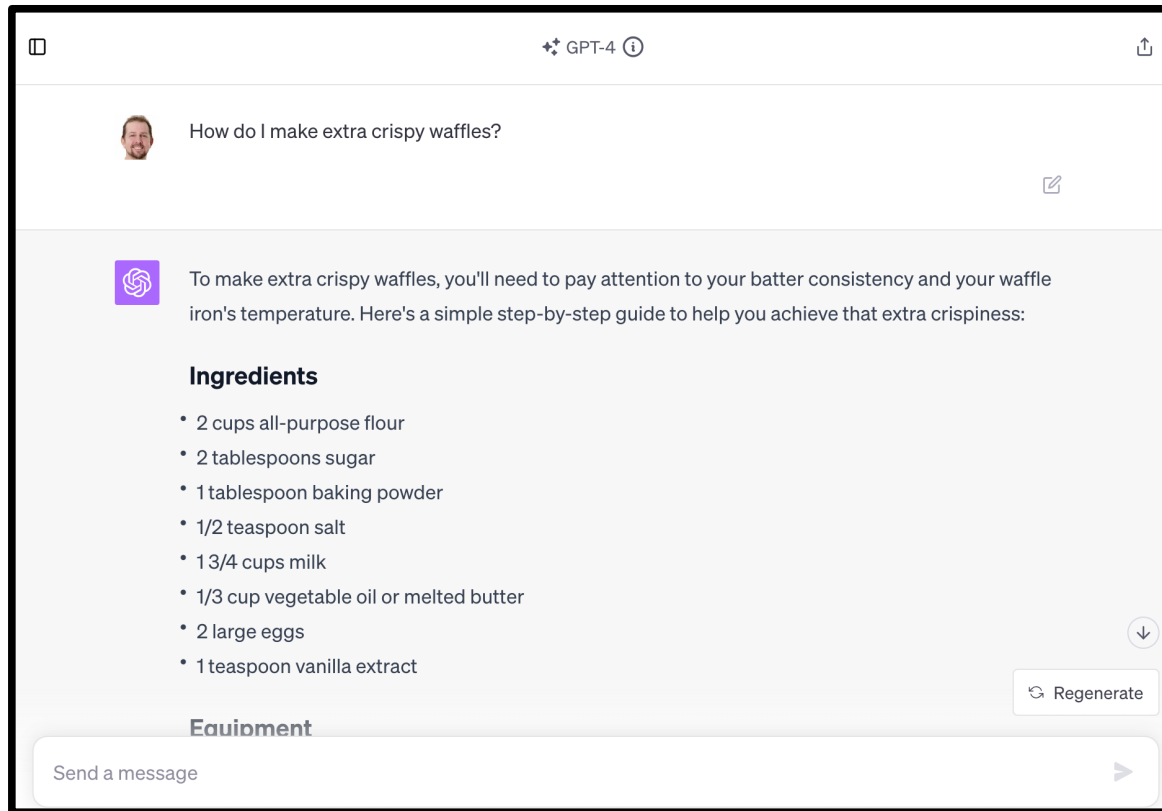 GPT-4
How do I make extra crispy waffles?
To make extra crispy waffles, you'll need to pay attention to your batter consistency and your waffle
iron's temperature. Here's a simple step-by-step guide to help you achieve that extra crispiness:
Ingredients
• 2 cups all-purpose flour
• 2 tablespoons sugar
• 1 tablespoon baking powder
• 1/2 teaspoon salt
• 1 3/4 cups milk
• 1/3 cup vegetable oil or melted butter
• 2 large eggs
• 1 teaspoon vanilla extract
Regenerate
Equipment
Send a message